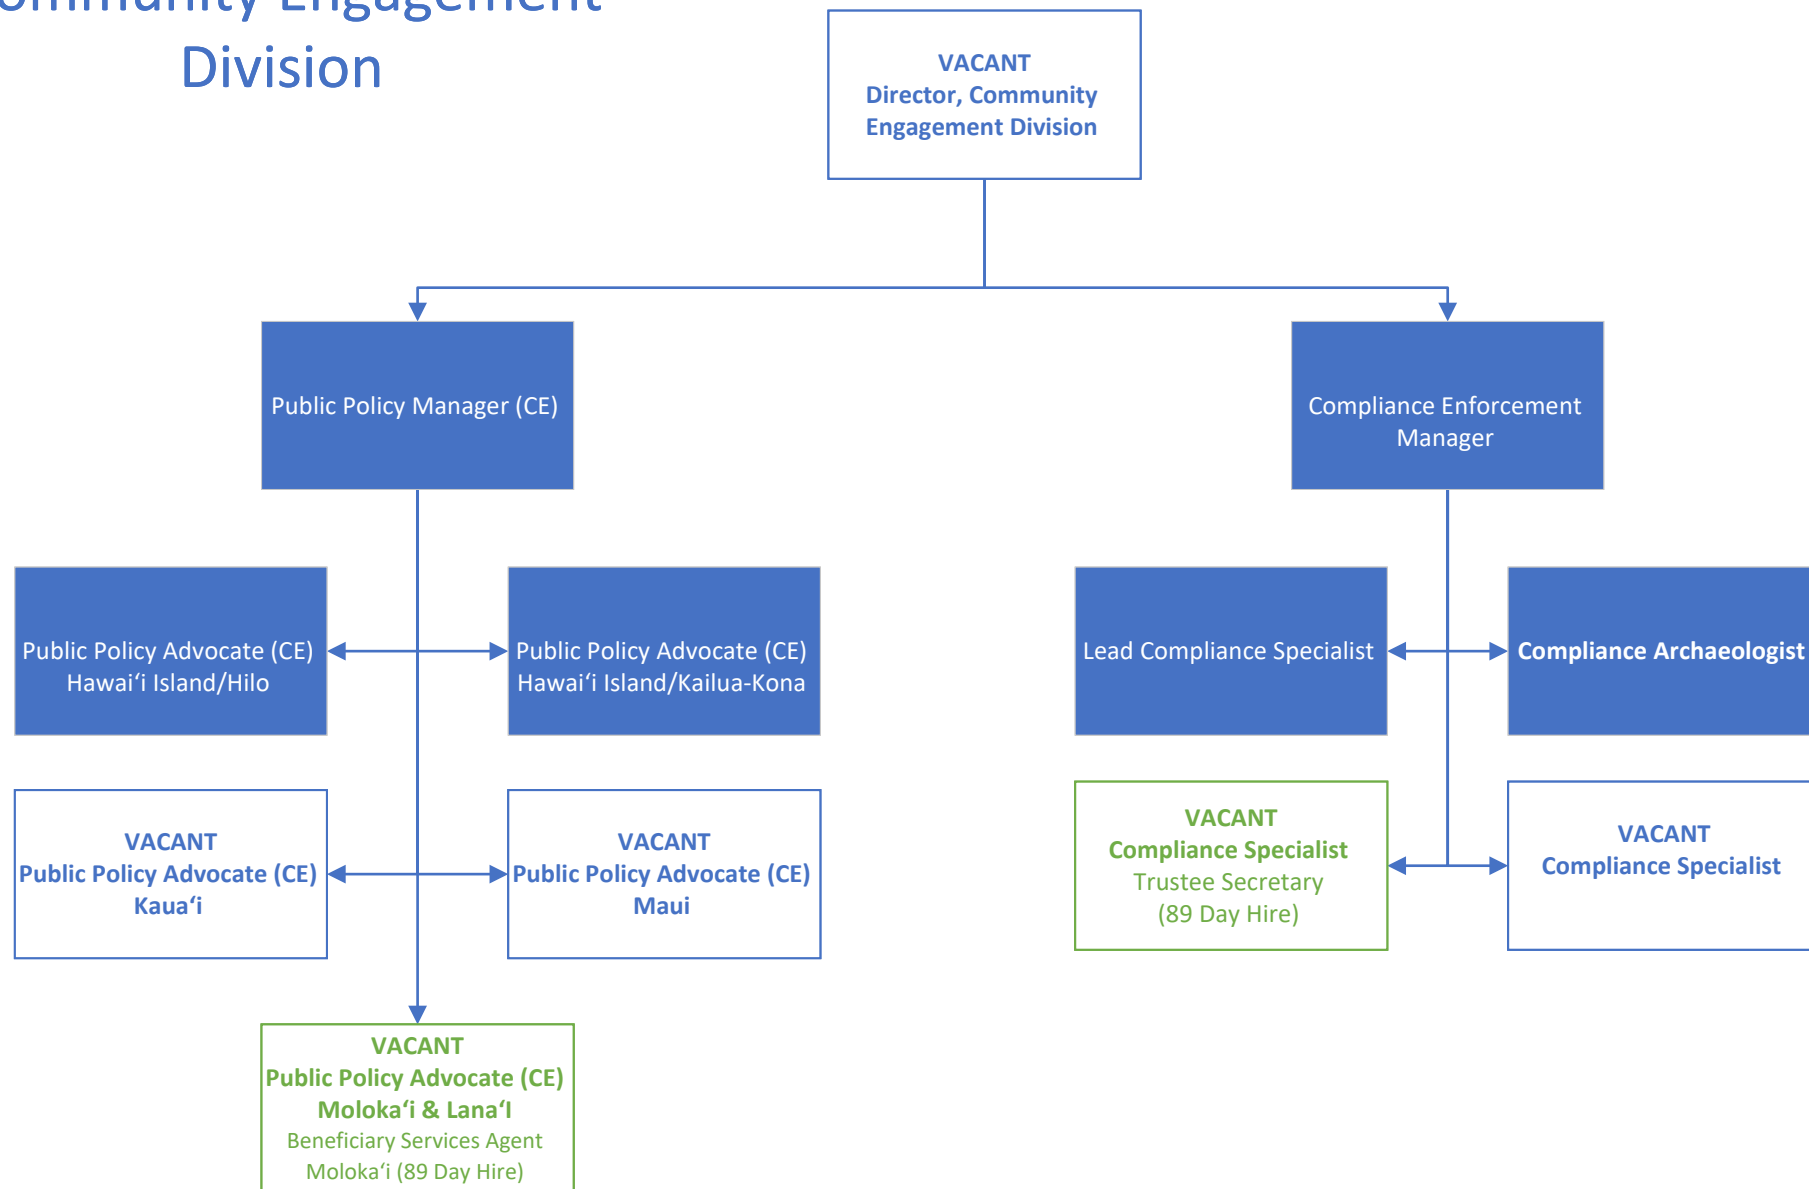 ommunity Engagement
Division
VACANT
Director, Community
Engagement Division
Public Policy Manager (CE)
Compliance Enforcement
Manager
Public Policy Advocate (CE)
Hawaiʻi Island/Hilo
Public Policy Advocate (CE)
Hawaiʻi Island/Kailua-Kona
Lead Compliance Specialist
Compliance Archaeologist
VACANT
Public Policy Advocate (CE)
Kauaʻi
VACANT
Public Policy Advocate (CE)
Maui
VACANT
Compliance Specialist
Trustee Secretary
(89 Day Hire)
VACANT
Compliance Specialist
VACANT
Public Policy Advocate (CE)
Molokaʻi & LanaʻI
Beneficiary Services Agent
Molokaʻi (89 Day Hire)